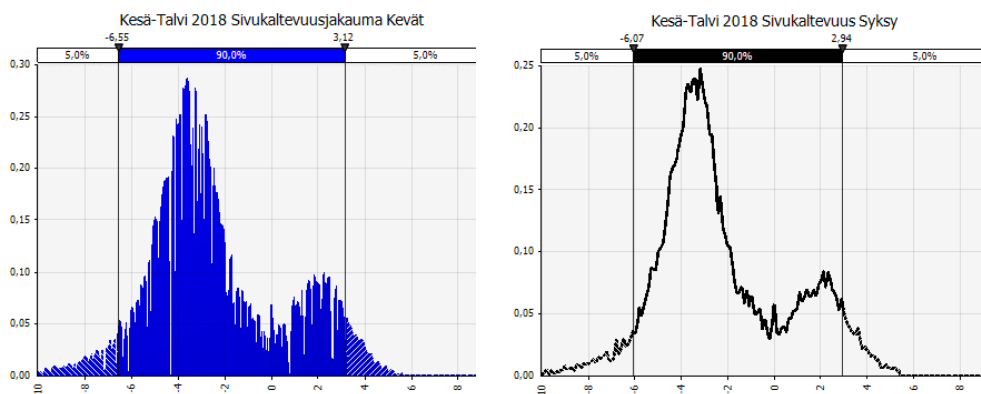 Kesä-Talvi 2018 Sivukaltevuusjakauma Kevät
-6,55 3,12
5,0% 90,0% 5,0%
0,30
0,25
0,20
0,15
0,10
0,05
0,00
10 -8 -6 -4 -2 0 2 4 6 8
Kesä-Talvi 2018 Sivukaltevuus Syksy
-6,07 2,94
5,0% 90,0% 5,0%
0,25
0,20
0,15
0,10
0,05
0,00
10 -8 -6 -4 -2 0 2 4 6 8